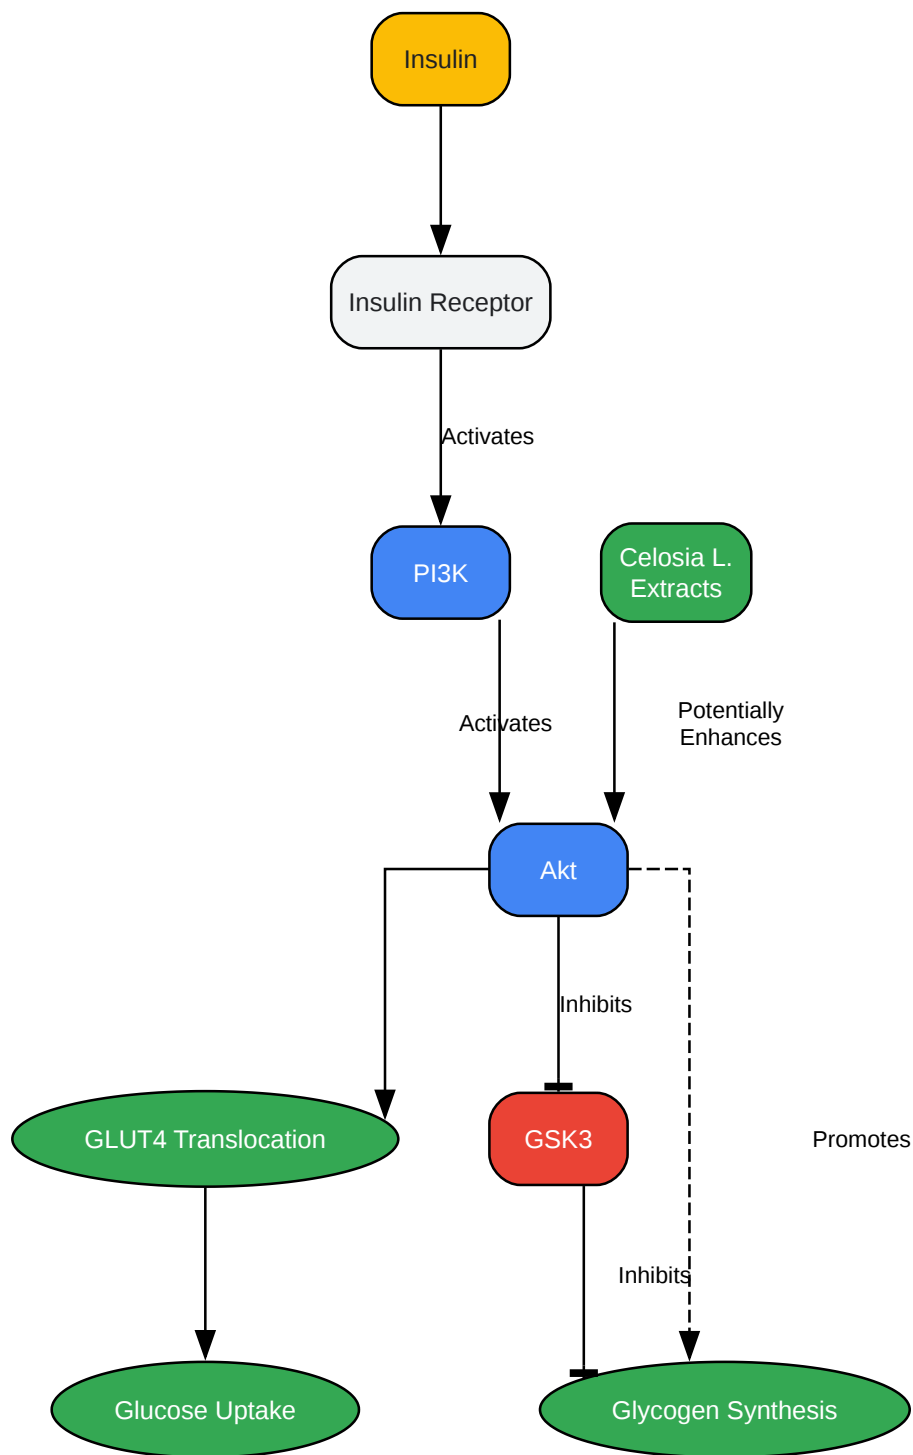 Insulin
Insulin Receptor
Activates
PI3K
Celosia L.
Extracts
Activates
Potentially
Enhances
Akt
Inhibits
GLUT4 Translocation
GSK3
Promotes
Inhibits
Glucose Uptake
Glycogen Synthesis